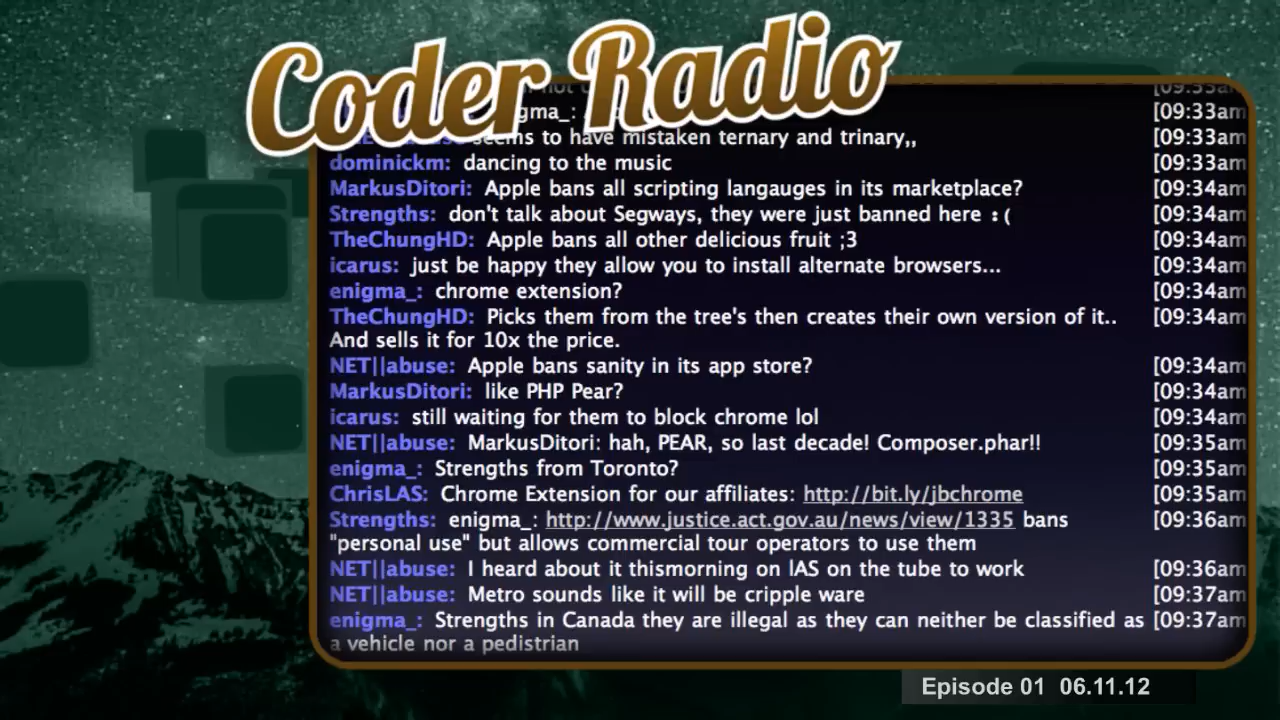 Coder Radio
[09:33am
gma_: [09:33am
seems to have mistaken ternary and trinary,, [09:33am
dominickm: dancing to the music [09:33am
MarkusDitori: Apple bans all scripting langauges in its marketplace? [09:34am
Strengths: don't talk about Segways, they were just banned here :( [09:34am
TheChungHD: Apple bans all other delicious fruit ;3 [09:34am
icarus: just be happy they allow you to install alternate browsers... [09:34am
enigma_: chrome extension? [09:34am
TheChungHD: Picks them from the tree's then creates their own version of it.. [09:34am
And sells it for 10x the price.
NET||abuse: Apple bans sanity in its app store? [09:34am
MarkusDitori: like PHP Pear? [09:34am
icarus: still waiting for them to block chrome lol [09:34am
NET||abuse: MarkusDitori: hah, PEAR, so last decade! Composer.phar!! [09:35am
enigma_: Strengths from Toronto? [09:35am
ChrisLAS: Chrome Extension for our affiliates: http://bit.ly/jbchrome [09:35am
Strengths: enigma_: http://www.justice.act.gov.au/news/view/1335 bans [09:36am
"personal use" but allows commercial tour operators to use them
NET||abuse: I heard about it thismorning on IAS on the tube to work [09:36am
NET||abuse: Metro sounds like it will be cripple ware [09:37am
enigma_: Strengths in Canada they are illegal as they can neither be classified as [09:37am
a vehicle nor a pedistrian
Episode 01 06.11.12